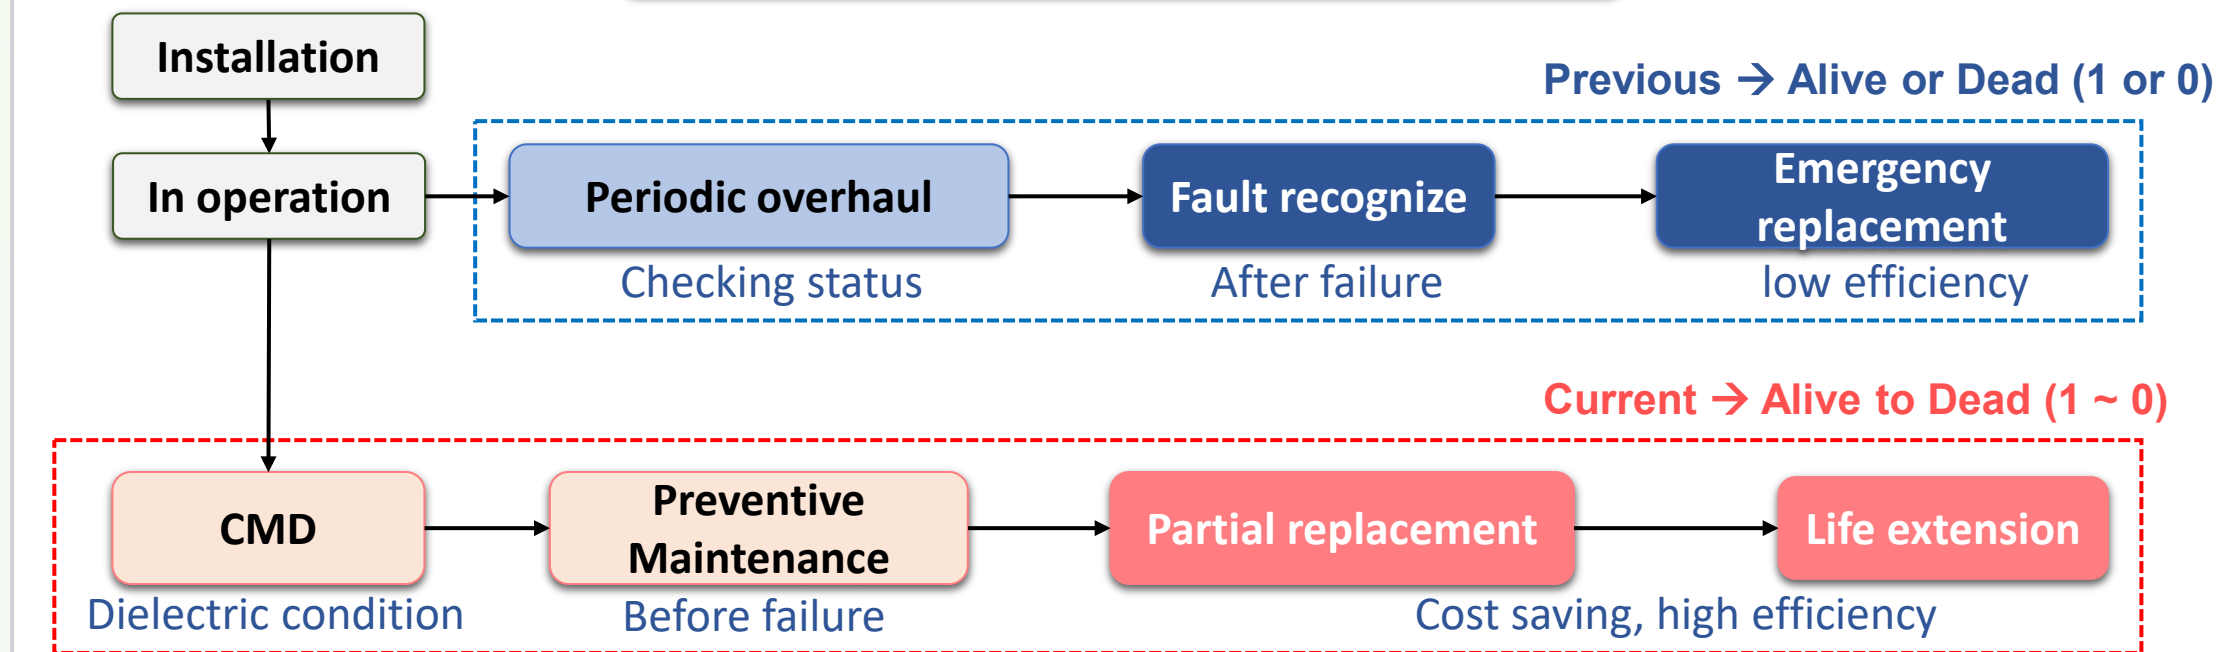 Installation
Previous → Alive or Dead (1 or 0)
In operation
Periodic overhaul
Fault recognize
Emergency
replacement
Checking status
After failure
low efficiency
Current → Alive to Dead (1 ~ 0)
CMD
Preventive
Maintenance
Partial replacement
Life extension
Dielectric condition
Before failure
Cost saving, high efficiency